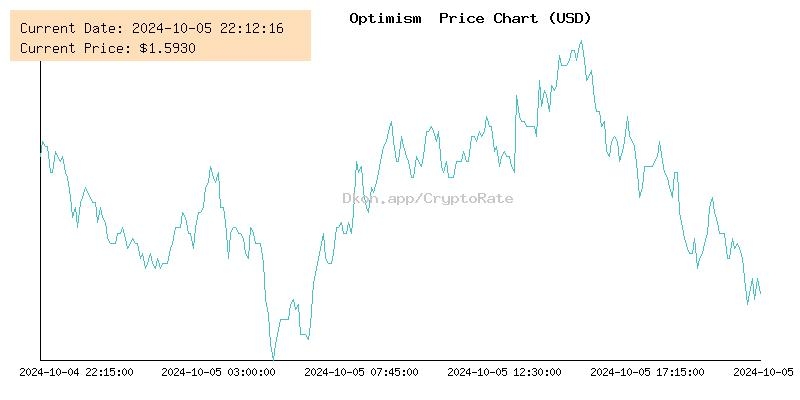 Optimism Price Chart (USD)
Current Date: 2024-10-05 22:12:16
Current Price: $1.5930
Dkon.app/CryptoRate
2024-10-04 22:15:00 2024-10-05 03:00:00 2024-10-05 07:45:00 2024-10-05 12:30:00 2024-10-05 17:15:00 2024-10-05